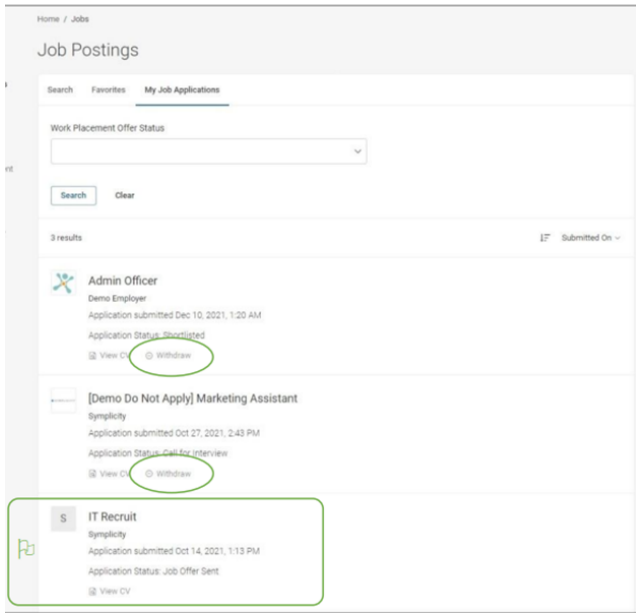 Home / Jobs
Job Postings
Search Favorites My Job Applications
Work Placement Offer Status
Search Clear
3 results Submitted On
Admin Officer
Demo Employer
Application submitted Dec 10, 2021, 1:20 AM
Application Status: Shortlisted
View CV Withdraw
[Demo Do Not Apply] Marketing Assistant
Symplicity
Application submitted Oct 27, 2021, 2:43 PM
Application Status: Call for interview
View CV Withdraw
S IT Recruit
Symplicity
Application submitted Oct 14, 2021, 1:13 PM
Application Status: Job Offer Sent
View CV